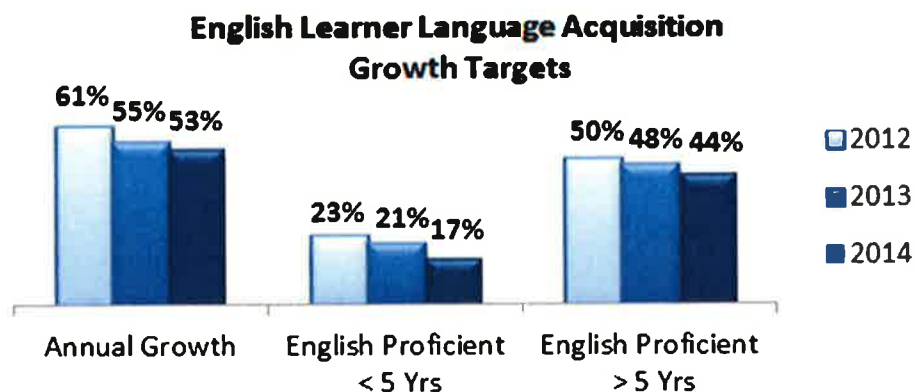 English Learner Language Acquisition
Growth Targets
61%
55%
53%
23%
21%
17%
50%
48%
44%
2012
2013
2014
Annual Growth
English Proficient
< 5 Yrs
English Proficient
> 5 Yrs